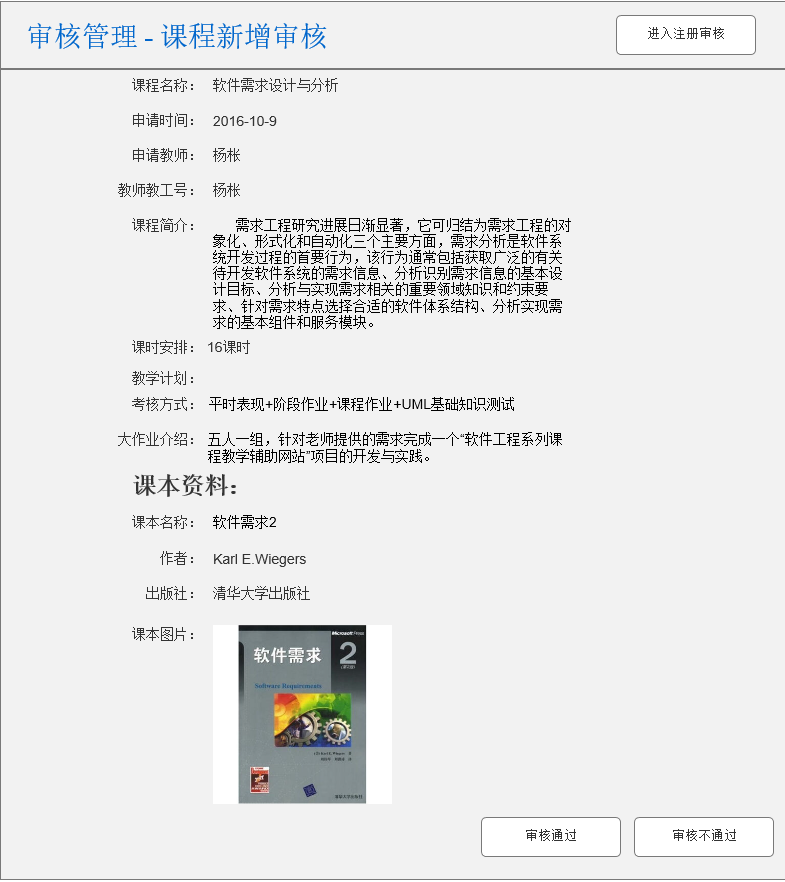 审核管理 - 课程新增审核
进入注册审核
课程名称： 软件需求设计与分析
申请时间： 2016-10-9
申请教师： 杨枨
教师教工号： 杨枨
课程简介： 需求工程研究进展日渐显著，它可归结为需求工程的对
象化、形式化和自动化三个主要方面，需求分析是软件系
统开发过程的首要行为，该行为通常包括获取广泛的有关
待开发软件系统的需求信息、分析识别需求信息的基本设
计目标、分析与实现需求相关的重要领域知识和约束要
求、针对需求特点选择合适的软件体系结构、分析实现需
求的基本组件和服务模块。
课时安排： 16课时
教学计划：
考核方式： 平时表现+阶段作业+课程作业+UML基础知识测试
大作业介绍： 五人一组，针对老师提供的需求完成一个“软件工程系列课
程教学辅助网站”项目的开发与实践。
课本资料：
课本名称： 软件需求2
作者： Karl E.Wiegers
出版社： 清华大学出版社
课本图片：
Microsoft Press
软件需求 2
Software Requirements
清华大学出版社
审核通过
审核不通过